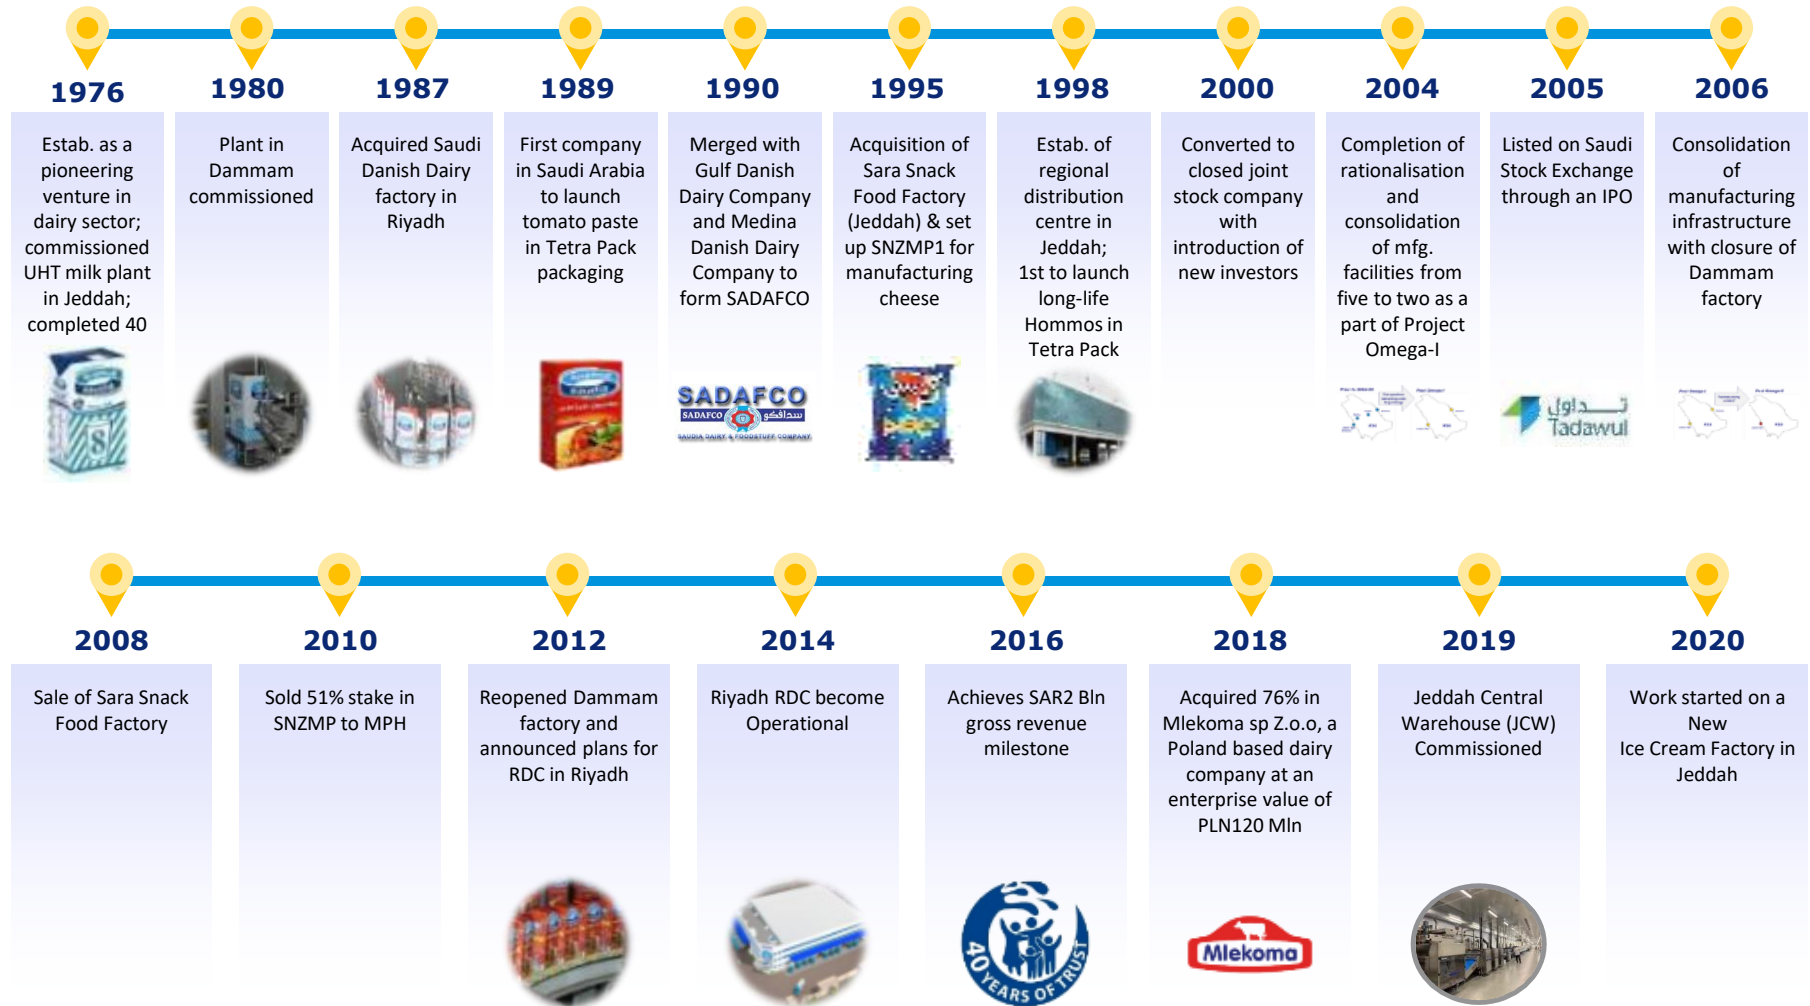 1976
Estab. as a
pioneering
venture in
dairy sector;
commissioned
UHT milk plant
in Jeddah;
completed 40
1980
Plant in
Dammam
commissioned
1987
Acquired Saudi
Danish Dairy
factory in
Riyadh
1989
First company
in Saudi Arabia
to launch
tomato paste
in Tetra Pack
packaging
1990
Merged with
Gulf Danish
Dairy Company
and Medina
Danish Dairy
Company to
form SADAFCO
SADAFCO
SADAFCO سدافكو
SAUDIA DAIRY & FOODSTUFF COMPANY
1995
Acquisition of
Sara Snack
Food Factory
(Jeddah) & set
up SNZMP1 for
manufacturing
cheese
1998
Estab. of
regional
distribution
centre in
Jeddah;
1st to launch
long-life
Hommos in
Tetra Pack
2000
Converted to
closed joint
stock company
with
introduction of
new investors
2004
Completion of
rationalisation
and
consolidation
of mfg.
facilities from
five to two as a
part of Project
Omega-I
2005
Listed on Saudi
Stock Exchange
through an IPO
تـــداول
Tadawul
2006
Consolidation
of
manufacturing
infrastructure
with closure of
Dammam
factory
2008
Sale of Sara Snack
Food Factory
2010
Sold 51% stake in
SNZMP to MPH
2012
Reopened Dammam
factory and
announced plans for
RDC in Riyadh
2014
Riyadh RDC become
Operational
2016
Achieves SAR2 Bln
gross revenue
milestone
40 YEARS OF TRUST
2018
Acquired 76% in
Mlekoma sp Z.o.o, a
Poland based dairy
company at an
enterprise value of
PLN120 Mln
Mlekoma
2019
Jeddah Central
Warehouse (JCW)
Commissioned
2020
Work started on a
New
Ice Cream Factory in
Jeddah